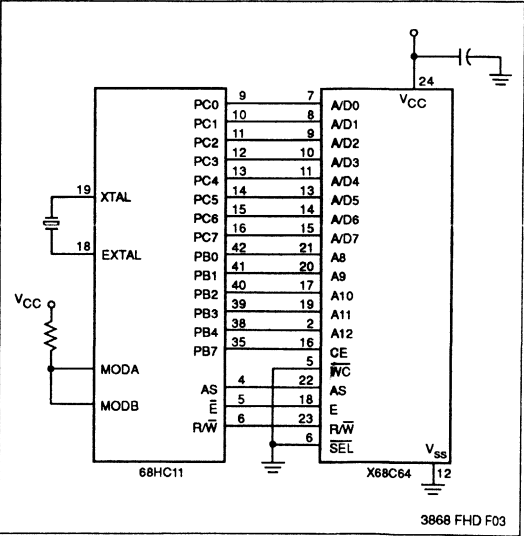 24
VCC
PC0 9 7 A/D0
PC1 10 8 A/D1
PC2 11 9 A/D2
PC3 12 10 A/D3
PC4 13 11 A/D4
19 XTAL PC5 14 13 A/D5
PC6 15 14 A/D6
PC7 16 15 A/D7
18 EXTAL PB0 42 21 A8
PB1 41 20 A9
VCC PB2 40 17 A10
PB3 39 19 A11
PB4 38 2 A12
PB7 35 16 CE
MODA 5 W̅C̅
AS 4 22 AS
MODB E̅ 5 18 E
R/W̅ 6 23 R/W̅
6 S̅E̅L̅
VSS
12
68HC11 X68C64
3868 FHD F03